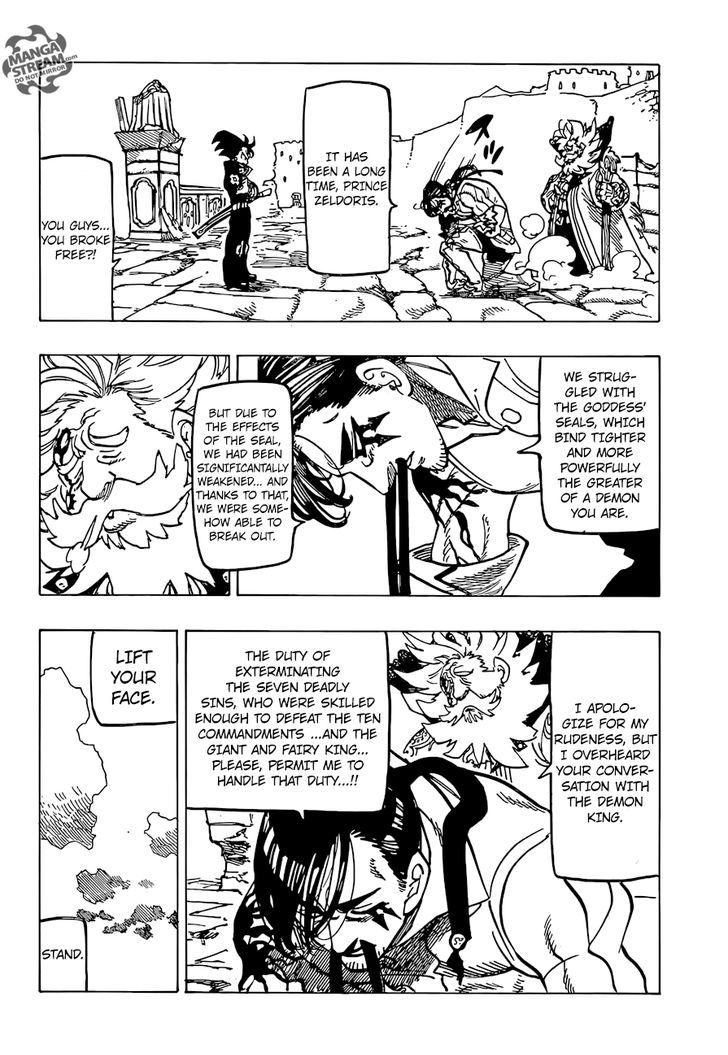 MANGA
STREAM.com
DO NOT MIRROR
IT HAS
BEEN A LONG
TIME, PRINCE
ZELDORIS.
YOU GUYS...
YOU BROKE
FREE?!
WE STRUG-
GLED WITH
THE GODDESS'
SEALS, WHICH
BIND TIGHTER
AND MORE
POWERFULLY
THE GREATER
OF A DEMON
YOU ARE.
BUT DUE TO
THE EFFECTS
OF THE SEAL,
WE HAD BEEN
SIGNIFICANTALLY
WEAKENED... AND
THANKS TO THAT,
WE WERE SOME-
HOW ABLE TO
BREAK OUT.
I APOLO-
GIZE FOR MY
RUDENESS, BUT
I OVERHEARD
YOUR CONVER-
SATION WITH
THE DEMON
KING.
THE DUTY OF
EXTERMINATING
THE SEVEN DEADLY
SINS, WHO WERE SKILLED
ENOUGH TO DEFEAT THE TEN
COMMANDMENTS ...AND THE
GIANT AND FAIRY KING...
PLEASE, PERMIT ME TO
HANDLE THAT DUTY...!!
LIFT
YOUR
FACE.
STAND.